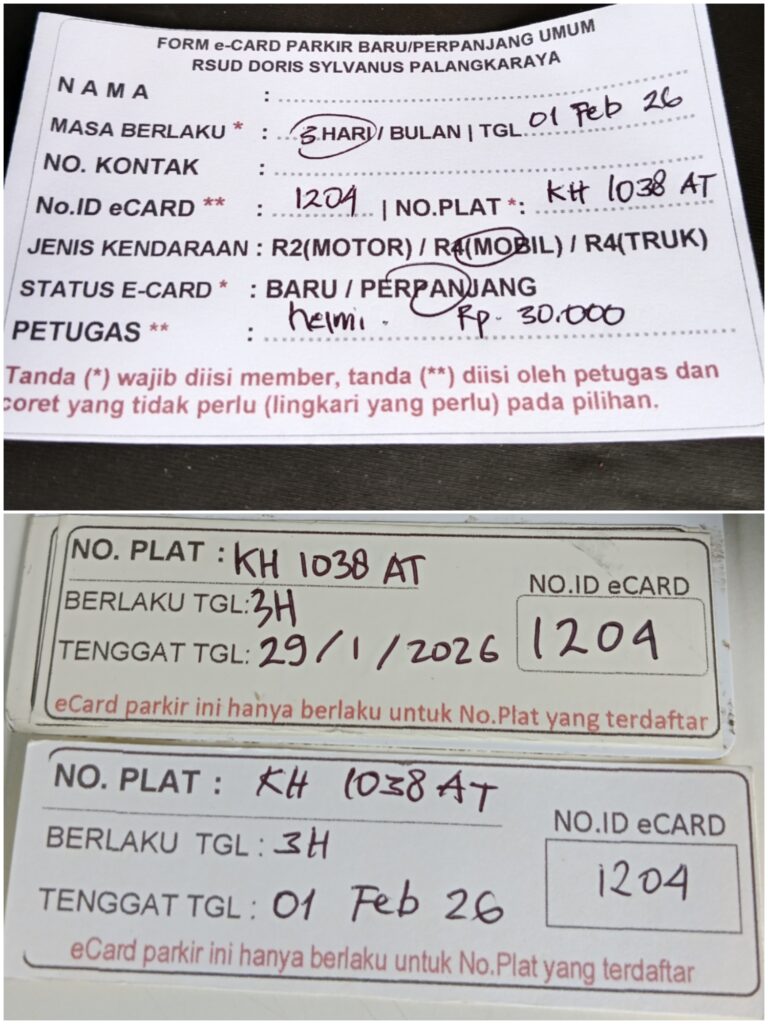 FORM e-CARD PARKIR BARU/PERPANJANG UMUM
RSUD DORIS SYLVANUS PALANGKARAYA
NAMA :
MASA BERLAKU * : 3 HARI / BULAN | TGL. 01 Feb 26
NO. KONTAK :
No.ID eCARD ** : 1204 | NO.PLAT *: KH 1038 AT
JENIS KENDARAAN : R2(MOTOR) / R4(MOBIL) / R4(TRUK)
STATUS E-CARD * : BARU / PERPANJANG
PETUGAS ** : helmi. Rp. 30.000
Tanda (*) wajib diisi member, tanda (**) diisi oleh petugas dan
coret yang tidak perlu (lingkari yang perlu) pada pilihan.
NO. PLAT : KH 1038 AT
BERLAKU TGL: 3H
TENGGAT TGL: 29/1/2026
NO.ID eCARD
1204
eCard parkir ini hanya berlaku untuk No.Plat yang terdaftar
NO. PLAT : KH 1038 AT
BERLAKU TGL : 3H
TENGGAT TGL : 01 Feb 26
NO.ID eCARD
1204
eCard parkir ini hanya berlaku untuk No.Plat yang terdaftar